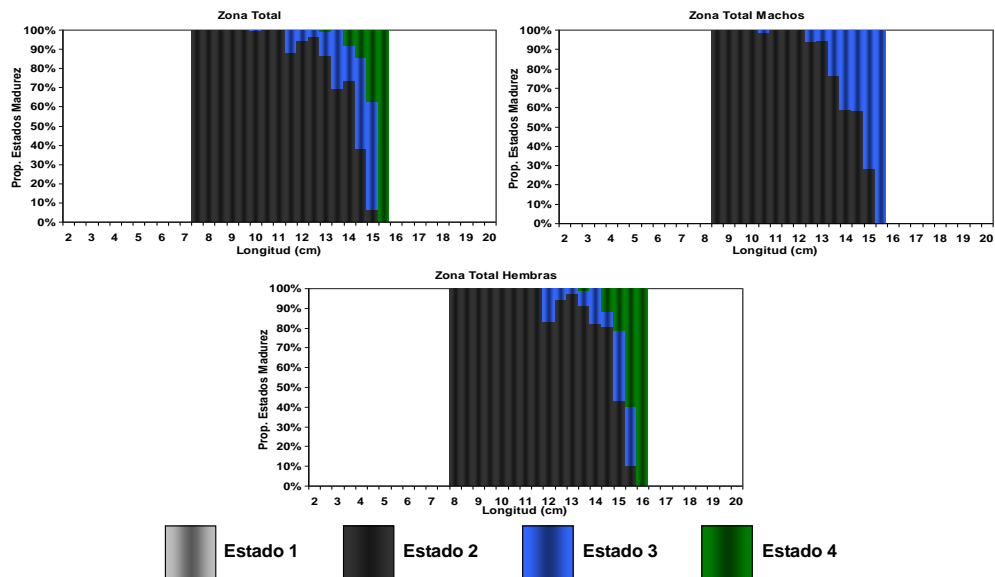 Zona Total
Prop. Estados Madurez
100%
90%
80%
70%
60%
50%
40%
30%
20%
10%
0%
2 3 4 5 6 7 8 9 10 11 12 13 14 15 16 17 18 19 20
Longitud (cm)
Zona Total Machos
Prop. Estados Madurez
100%
90%
80%
70%
60%
50%
40%
30%
20%
10%
0%
2 3 4 5 6 7 8 9 10 11 12 13 14 15 16 17 18 19 20
Longitud (cm)
Zona Total Hembras
Prop. Estados Madurez
100%
90%
80%
70%
60%
50%
40%
30%
20%
10%
0%
2 3 4 5 6 7 8 9 10 11 12 13 14 15 16 17 18 19 20
Longitud (cm)
Estado 1 Estado 2 Estado 3 Estado 4